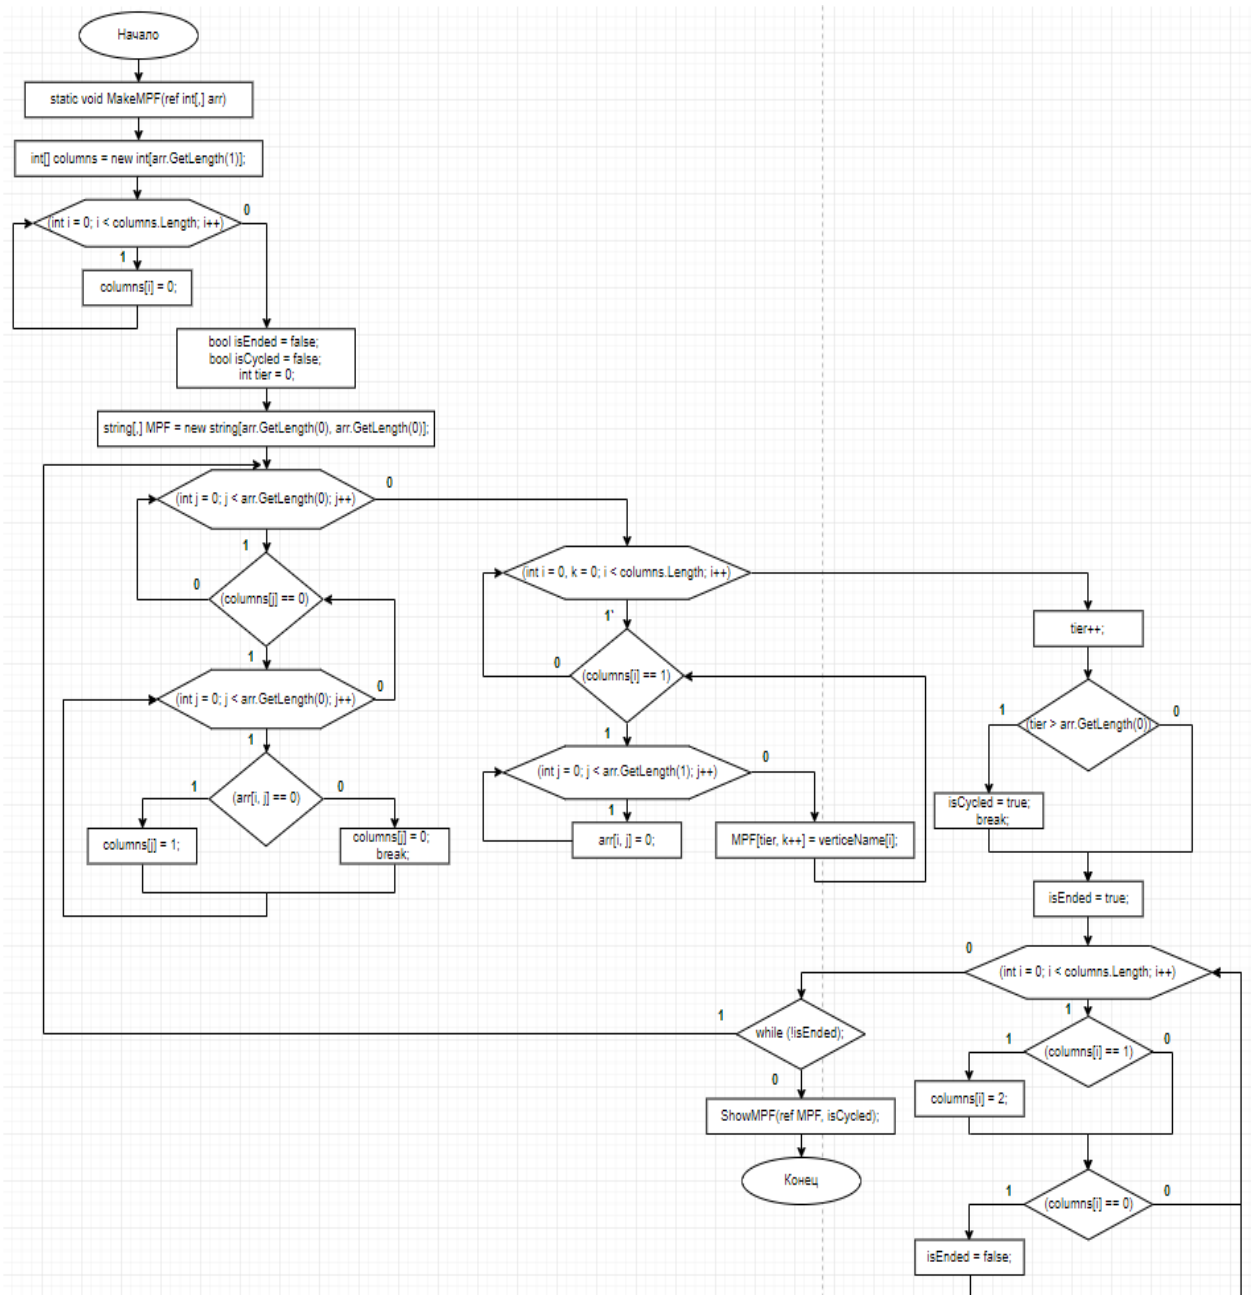 Начало
static void MakeMPF(ref int[,] arr)
int[] columns = new int[arr.GetLength(1)];
(int i = 0; i < columns.Length; i++)
0
1
columns[i] = 0;
bool isEnded = false;
bool isCycled = false;
int tier = 0;
string[,] MPF = new string[arr.GetLength(0), arr.GetLength(0)];
(int j = 0; j < arr.GetLength(0); j++)
0
1
(columns[j] == 0)
0
1
(int j = 0; j < arr.GetLength(0); j++)
0
1
(arr[i, j] == 0)
1
0
columns[j] = 1;
columns[j] = 0;
break;
(int i = 0, k = 0; i < columns.Length; i++)
1'
(columns[i] == 1)
0
1
(int j = 0; j < arr.GetLength(1); j++)
0
1
arr[i, j] = 0;
MPF[tier, k++] = verticeName[i];
tier++;
(tier > arr.GetLength(0))
1
0
isCycled = true;
break;
isEnded = true;
(int i = 0; i < columns.Length; i++)
0
1
(columns[i] == 1)
1
0
columns[i] = 2;
(columns[i] == 0)
1
0
isEnded = false;
while (!isEnded);
1
0
ShowMPF(ref MPF, isCycled);
Конец